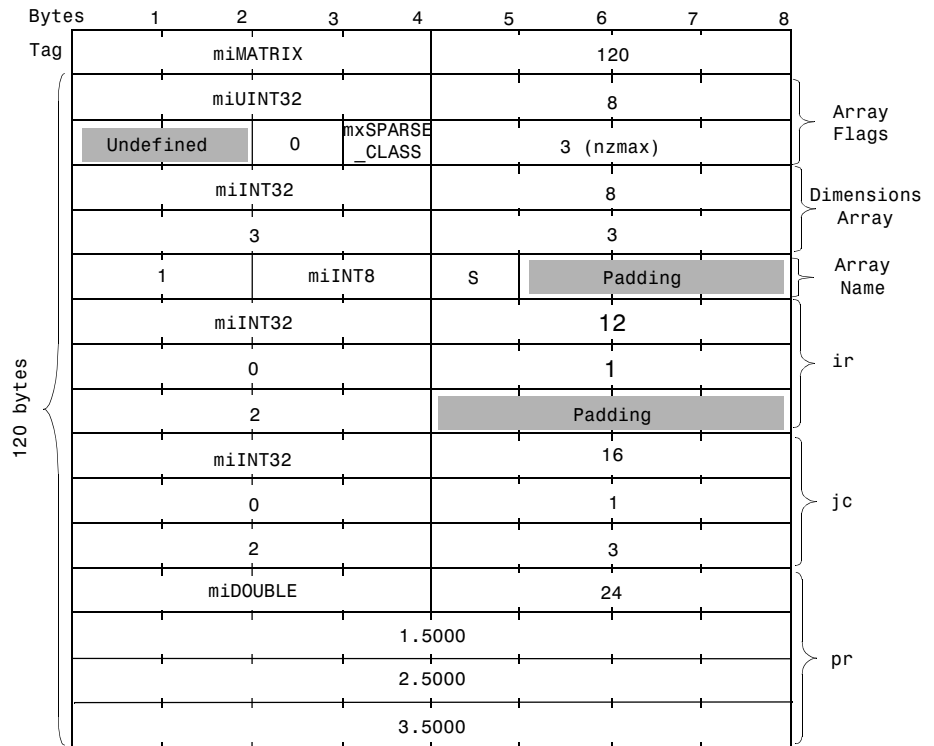 Bytes 1 2 3 4 5 6 7 8
Tag miMATRIX 120
miUINT32 8
Array
Flags
Undefined 0 mxSPARSE
_CLASS 3 (nzmax)
miINT32 8
Dimensions
Array
3 3
1 miINT8 S Padding
Array
Name
miINT32 12
0 1
ir
2 Padding
120 bytes
miINT32 16
0 1
jc
2 3
miDOUBLE 24
1.5000
pr
2.5000
3.5000